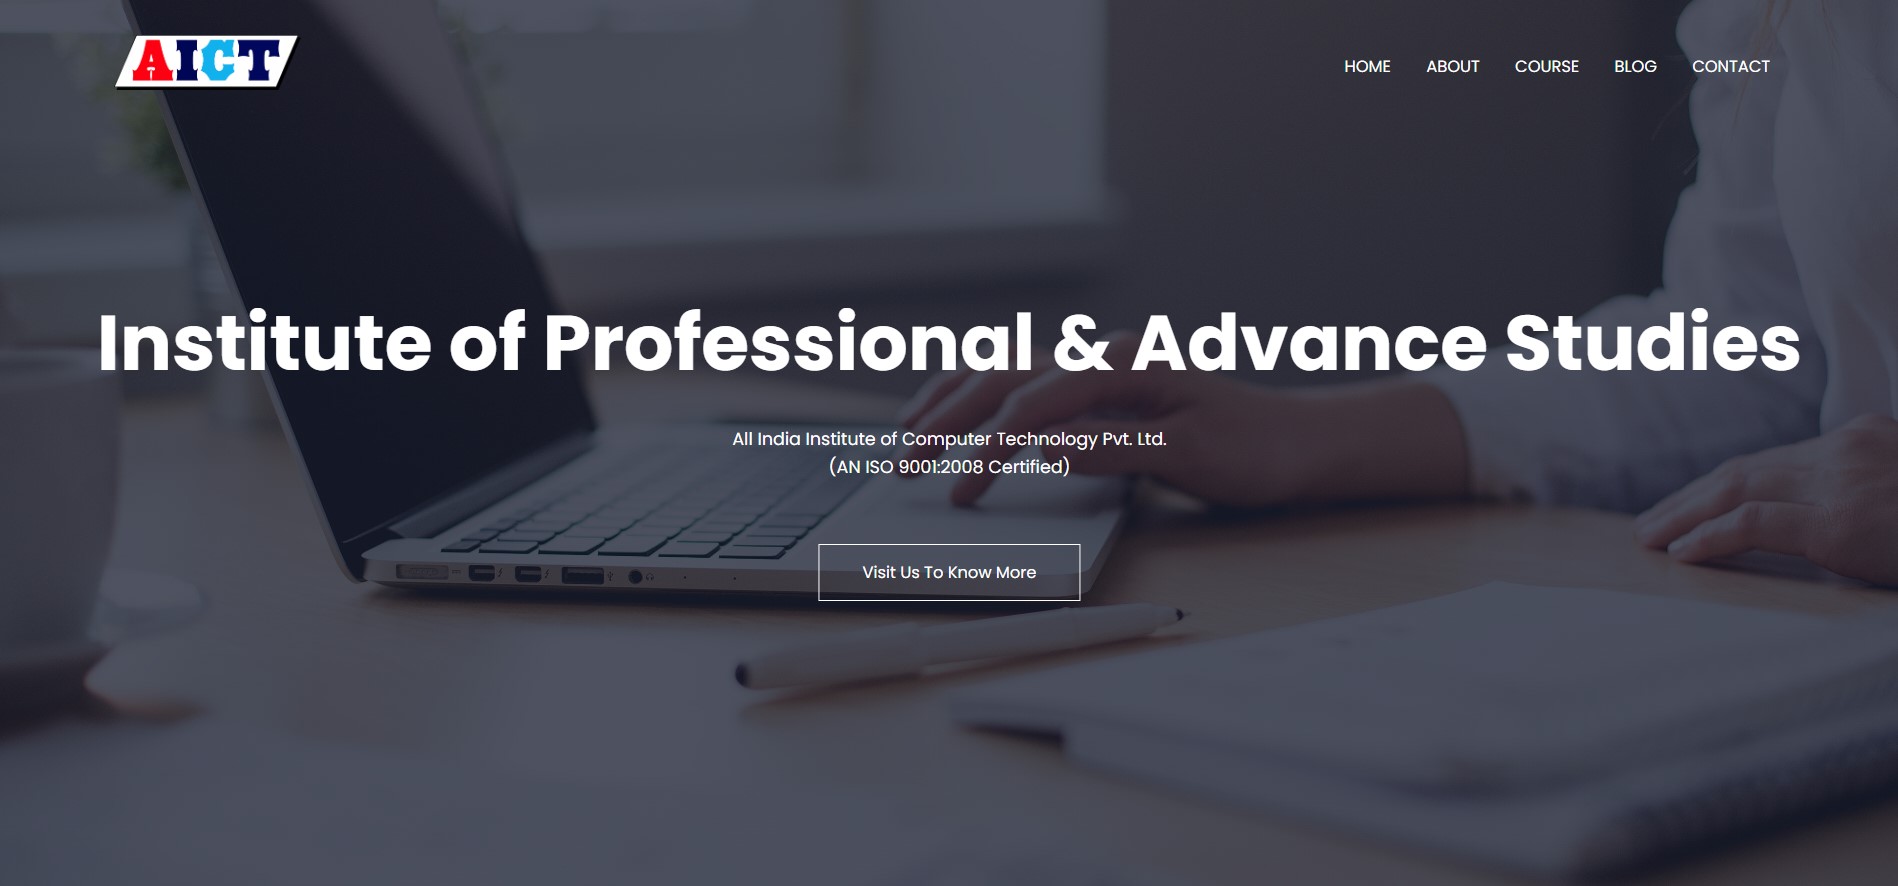 AICT
HOME ABOUT COURSE BLOG CONTACT
Institute of Professional & Advance Studies
All India Institute of Computer Technology Pvt. Ltd.
(AN ISO 9001:2008 Certified)
Visit Us To Know More